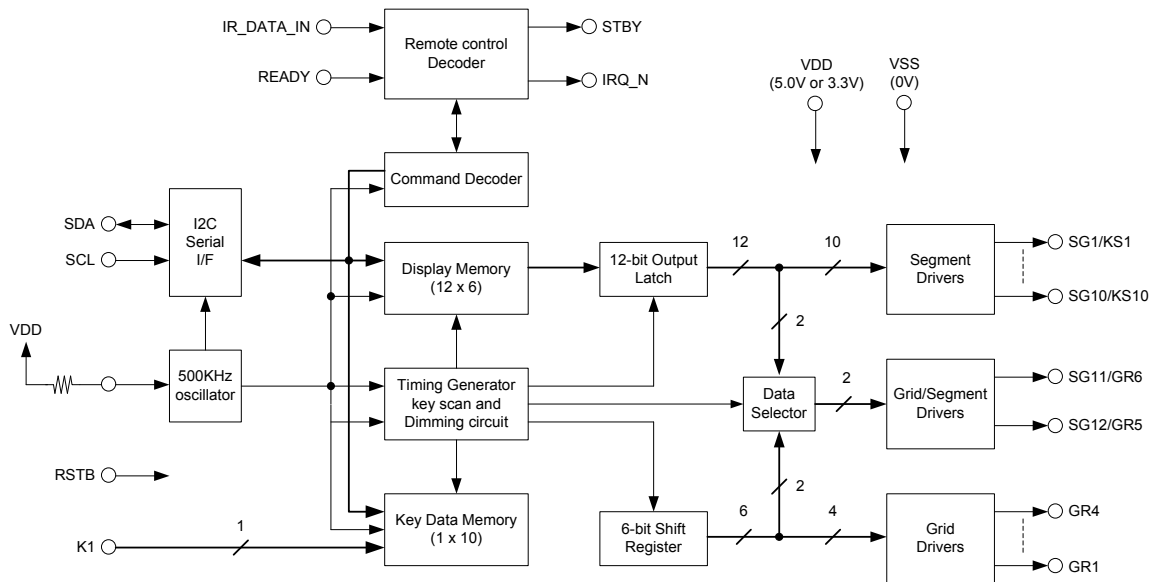 IR_DATA_IN
READY
Remote control
Decoder
STBY
IRQ_N
VDD
(5.0V or 3.3V)
VSS
(0V)
Command Decoder
SDA
SCL
I2C
Serial
I/F
Display Memory
(12 x 6)
12-bit Output
Latch
12
10
2
Segment
Drivers
SG1/KS1
SG10/KS10
VDD
500KHz
oscillator
Timing Generator
key scan and
Dimming circuit
Data
Selector
2
Grid/Segment
Drivers
SG11/GR6
SG12/GR5
RSTB
K1
1
Key Data Memory
(1 x 10)
6-bit Shift
Register
6
2
4
Grid
Drivers
GR4
GR1